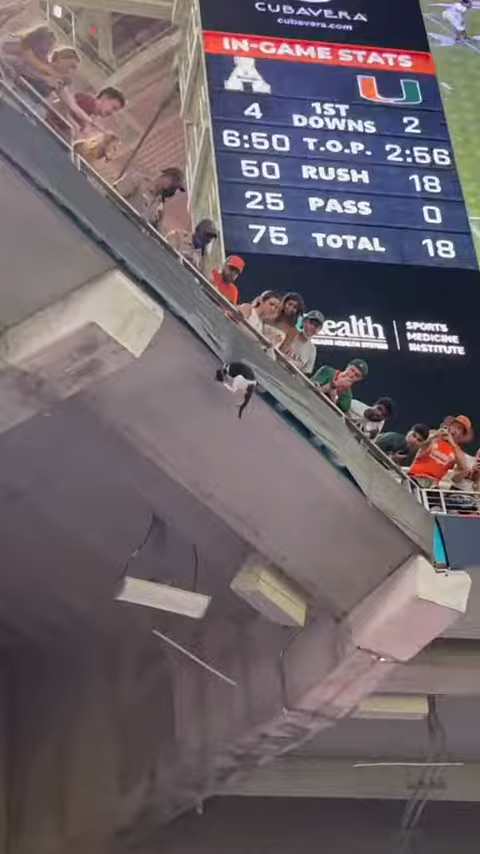 CUBAVERA
cubavera.com
IN-GAME STATS
A U
4 1ST DOWNS 2
6:50 T.O.P. 2:56
50 RUSH 18
25 PASS 0
75 TOTAL 18
SPORTS
MEDICINE
INSTITUTE